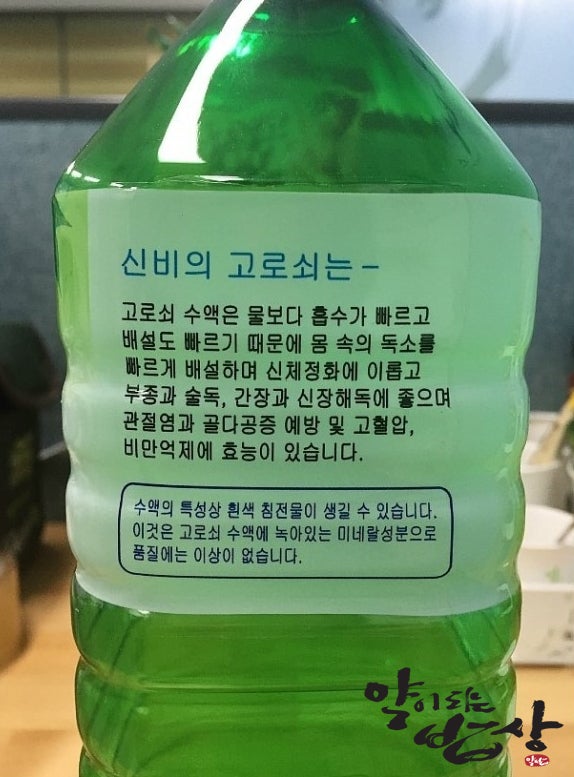 신비의 고로쇠는 –
고로쇠 수액은 물보다 흡수가 빠르고
배설도 빠르기 때문에 몸 속의 독소를
빠르게 배설하며 신체정화에 이롭고
부종과 술독, 간장과 신장해독에 좋으며
관절염과 골다공증 예방 및 고혈압,
비만억제에 효능이 있습니다.
수액의 특성상 흰색 침전물이 생길 수 있습니다.
이것은 고로쇠 수액에 녹아있는 미네랄성분으로
품질에는 이상이 없습니다.
약이되는
밥상